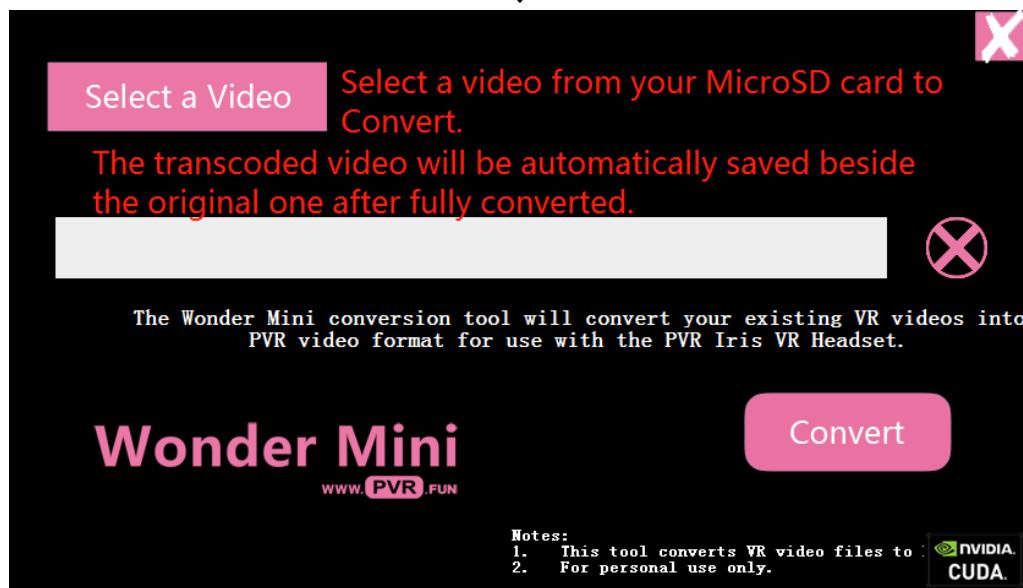 Select a Video
Select a video from your MicroSD card to
Convert.
The transcoded video will be automatically saved beside
the original one after fully converted.
The Wonder Mini conversion tool will convert your existing VR videos into
PVR video format for use with the PVR Iris VR Headset.
Convert
Wonder Mini
WWW.PVR.FUN
Notes:
1. This tool converts VR video files to
2. For personal use only.
NVIDIA.
CUDA.